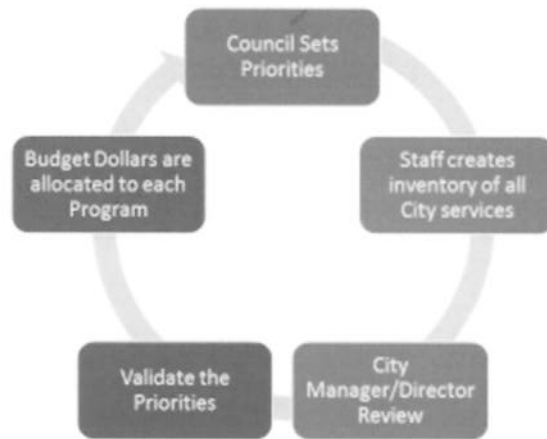 Council Sets
Priorities
Staff creates
inventory of all
City services
City
Manager/Director
Review
Validate the
Priorities
Budget Dollars are
allocated to each
Program